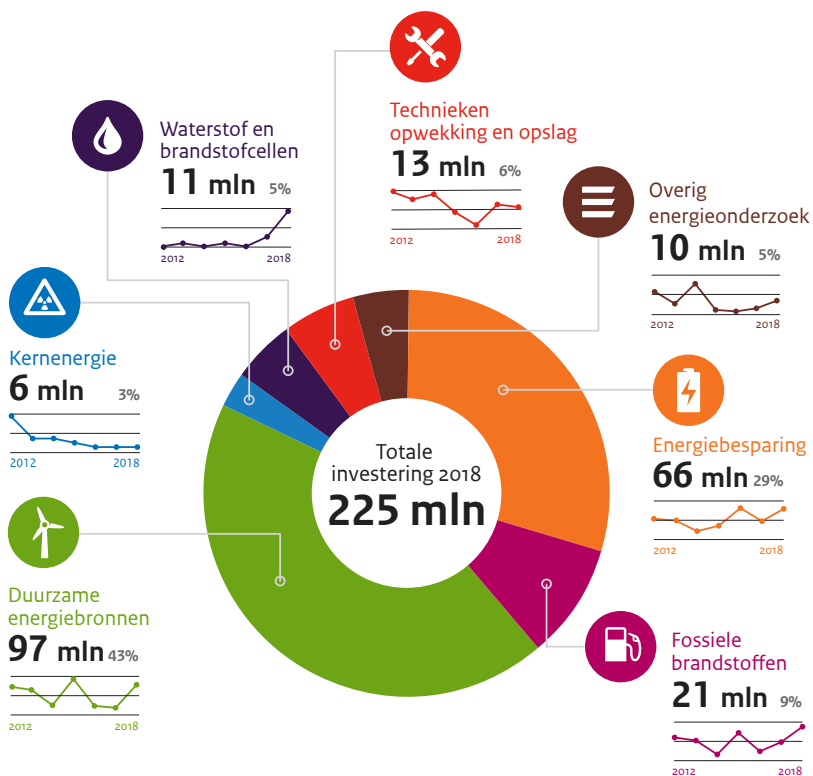 Technieken
opwekking en opslag
13 mln 6%
2012 2018
Waterstof en
brandstofcellen
11 mln 5%
2012 2018
Overig
energieonderzoek
10 mln 5%
2012 2018
Kernenergie
6 mln 3%
2012 2018
Energiebesparing
66 mln 29%
2012 2018
Totale
investering 2018
225 mln
Duurzame
energiebronnen
97 mln 43%
2012 2018
Fossiele
brandstoffen
21 mln 9%
2012 2018